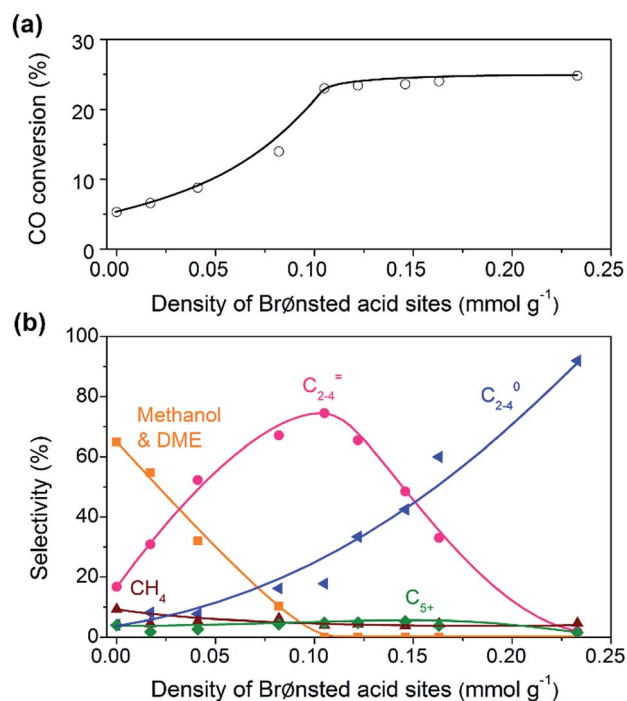 (a)
CO conversion (%)
30
20
10
0
0.00 0.05 0.10 0.15 0.20 0.25
Density of BrØnsted acid sites (mmol g⁻¹)
(b)
Selectivity (%)
100
80
60
40
20
0
Methanol
& DME
C₂₋₄⁼
C₂₋₄⁰
CH₄
C₅₊
0.00 0.05 0.10 0.15 0.20 0.25
Density of BrØnsted acid sites (mmol g⁻¹)